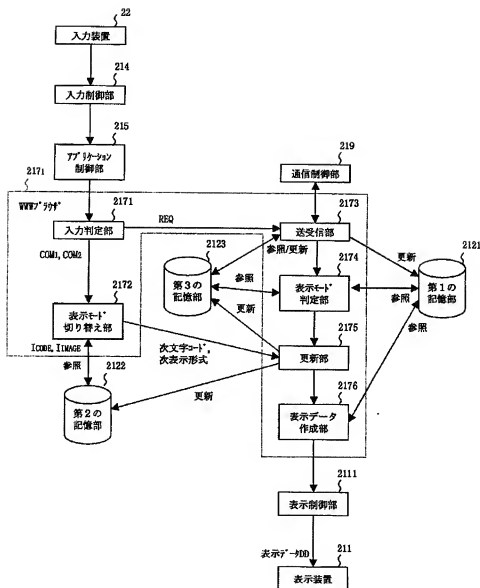 22
入力装置
214
入力制御部
215
アプリケーション
制御部
219
通信制御部
2171
WWWブラウザ
2171
入力判定部
REQ
2173
送受信部
参照/更新
更新
COM1, COM2
2123
第3の
記憶部
参照
2174
表示モード
判定部
2121
第1の
記憶部
参照
参照
2172
表示モード
切り替え部
更新
2175
更新部
ICODE, IIMAGE
参照
次文字コード,
次表示形式
2122
第2の
記憶部
更新
2176
表示データ
作成部
2111
表示制御部
表示データDD
211
表示装置